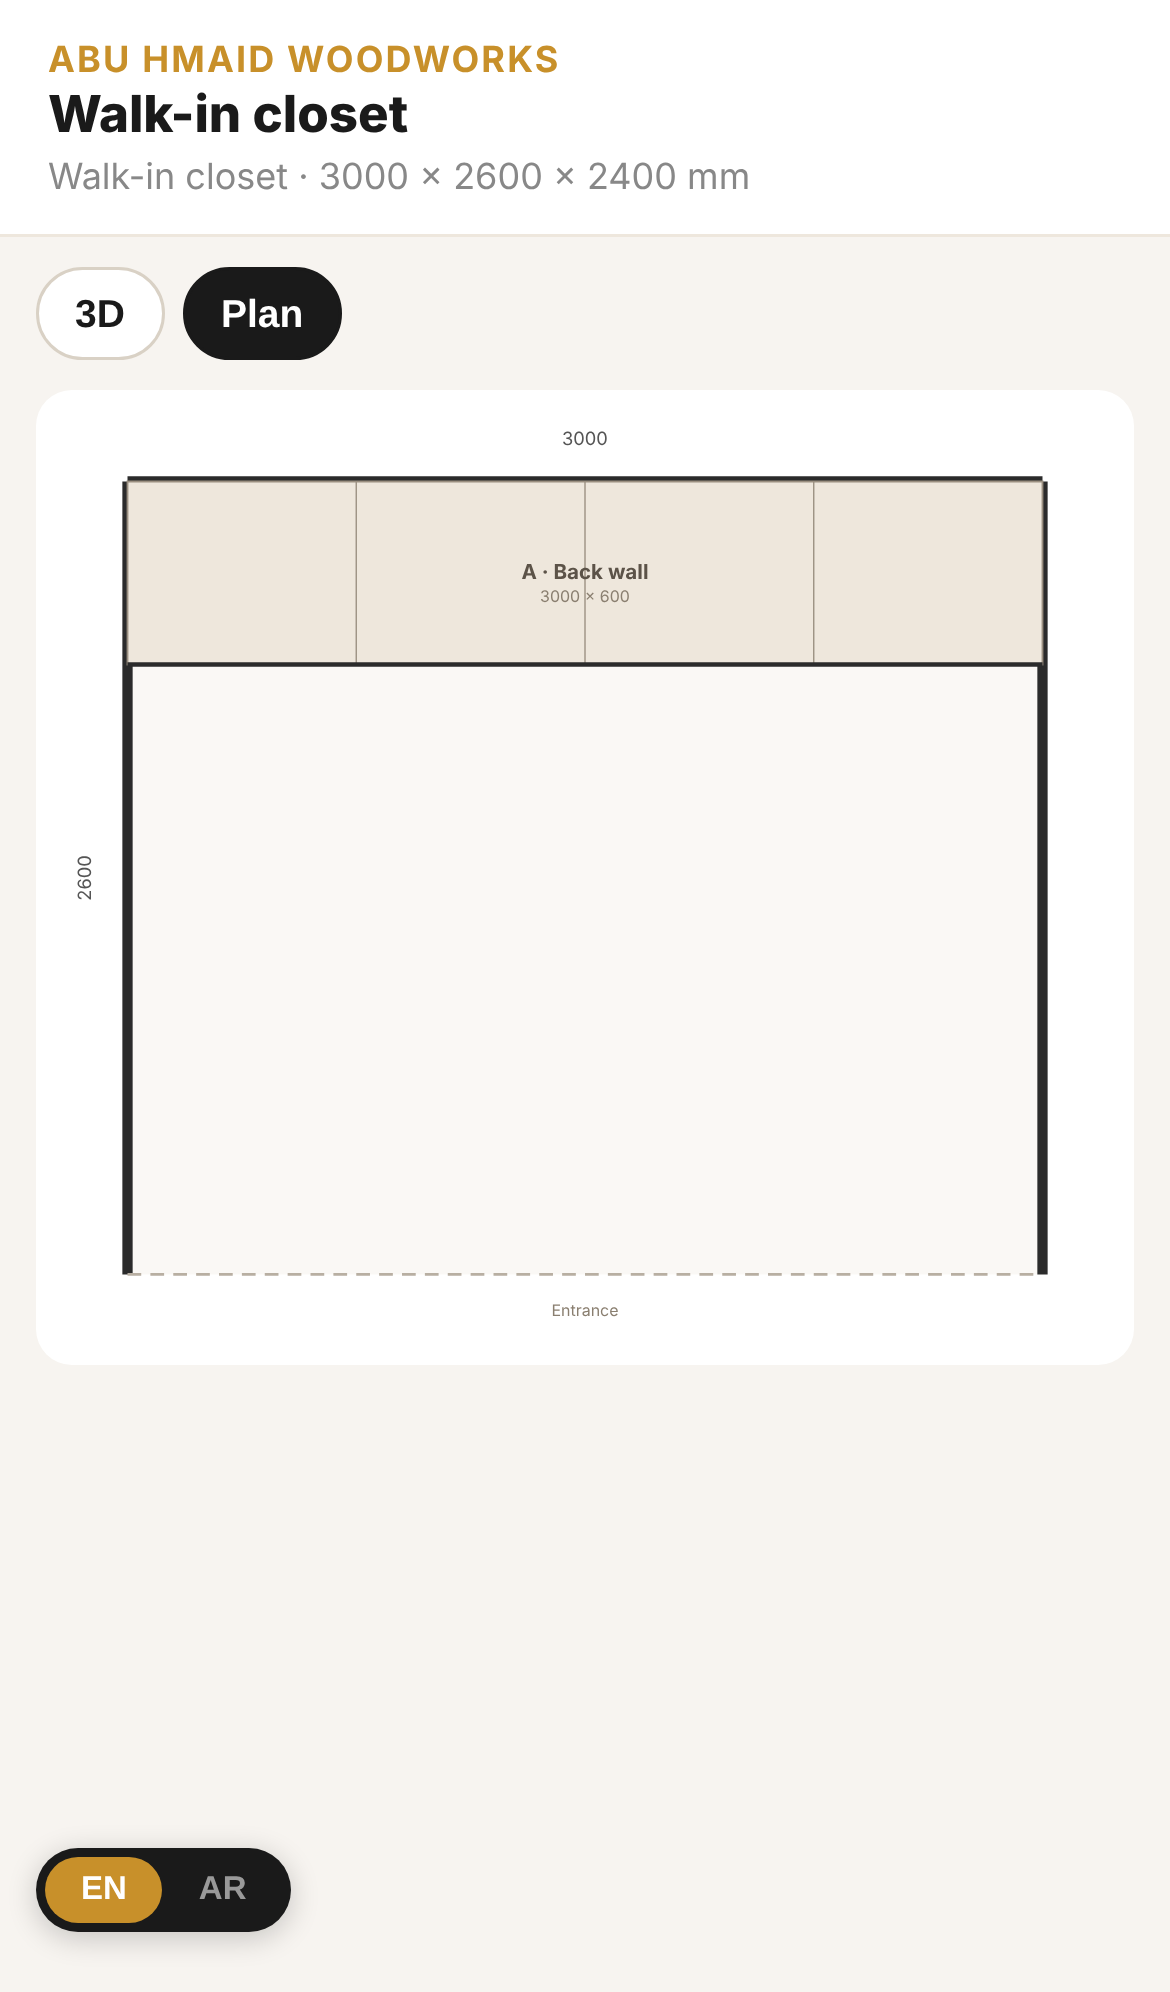 ABU HMAID WOODWORKS
Walk-in closet
Walk-in closet · 3000 × 2600 × 2400 mm
3D
Plan
3000
A · Back wall
3000 × 600
2600
Entrance
EN
AR